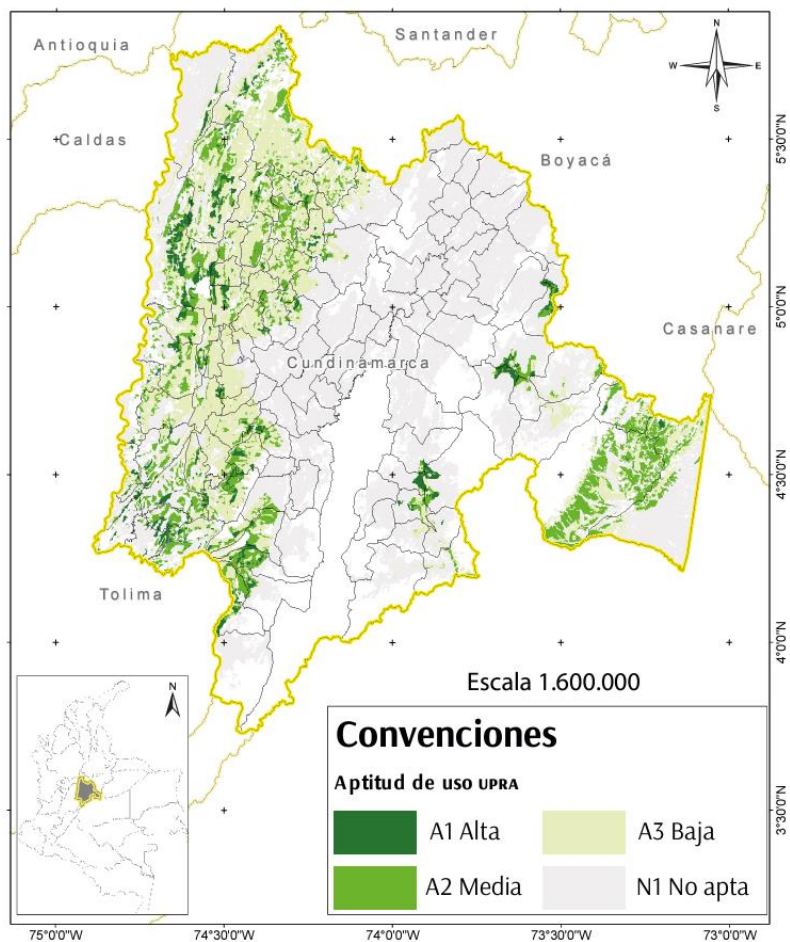 Antioquia
Santander
N
W
E
S
Caldas
Boyacá
5°30'0"N
5°0'0"N
Casanare
Cundinamarca
4°30'0"N
Tolima
4°0'0"N
Escala 1.600.000
N
Convenciones
Aptitud de uso UPRA
A1 Alta
A3 Baja
A2 Media
N1 No apta
3°30'0"N
75°0'0"W
74°30'0"W
74°0'0"W
73°30'0"W
73°0'0"W